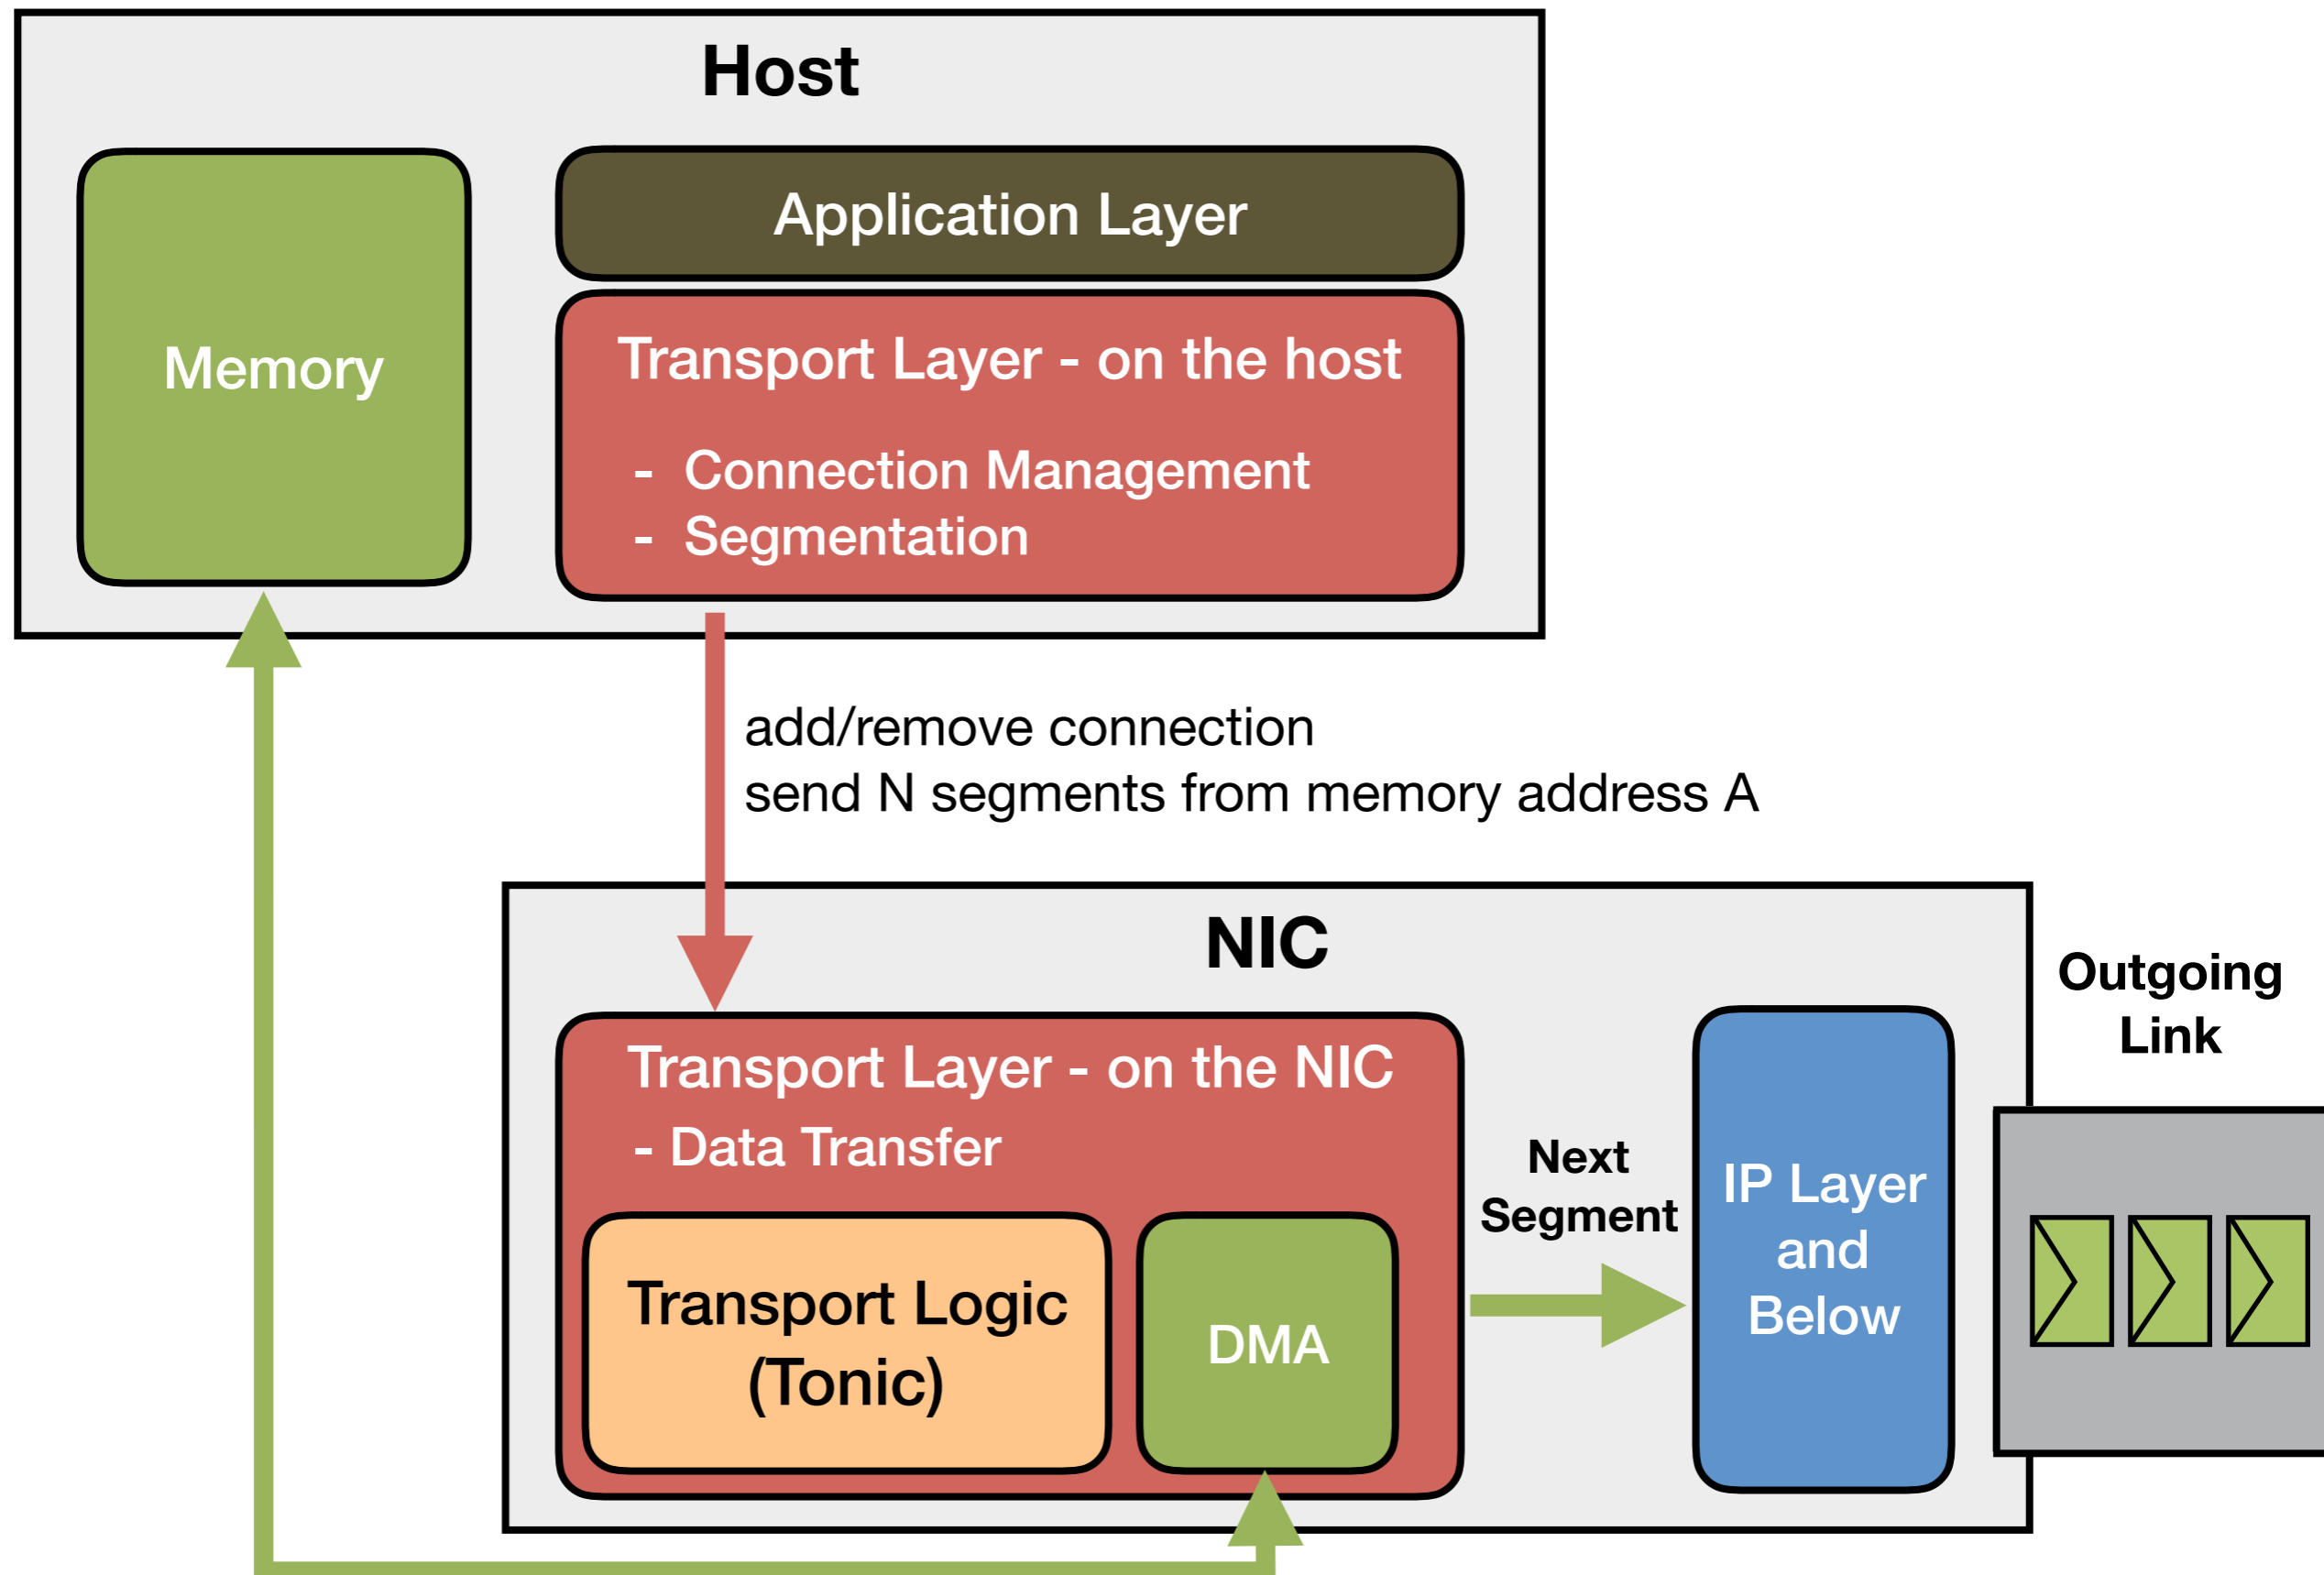 Host
Memory
Application Layer
Transport Layer - on the host
- Connection Management
- Segmentation
add/remove connection
send N segments from memory address A
NIC
Transport Layer - on the NIC
- Data Transfer
Transport Logic
(Tonic)
DMA
Next
Segment
IP Layer
and
Below
Outgoing
Link